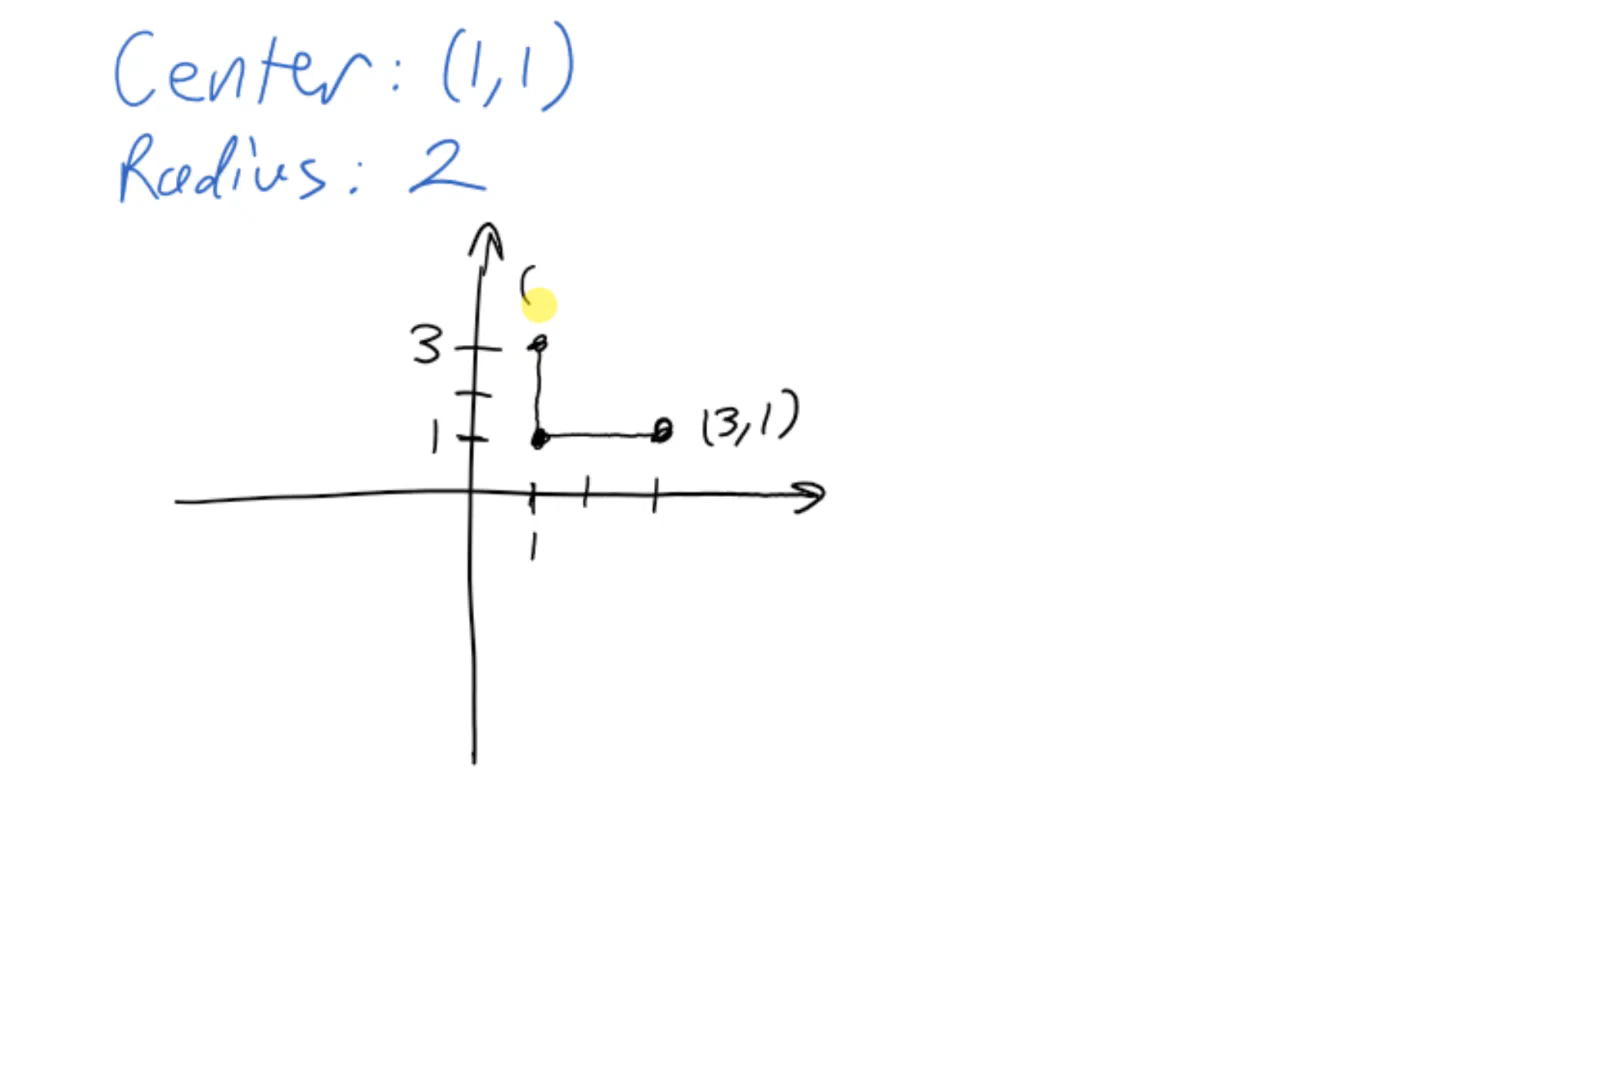 Center: (1,1)
Radius: 2
(
3
1 (3,1)
1